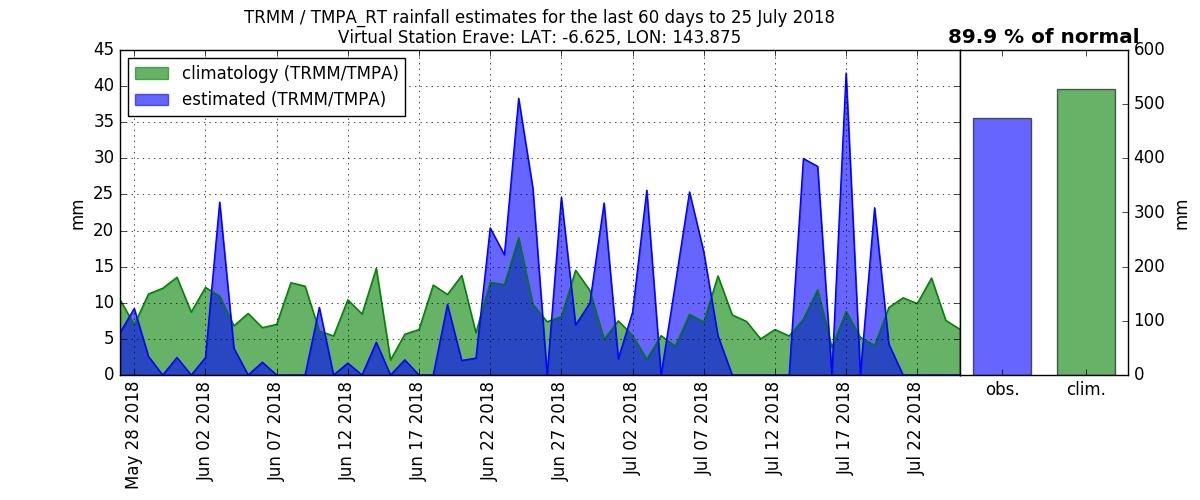 TRMM / TMPA_RT rainfall estimates for the last 60 days to 25 July 2018
Virtual Station Erave: LAT: -6.625, LON: 143.875
89.9 % of normal
climatology (TRMM/TMPA)
estimated (TRMM/TMPA)
mm
45
40
35
30
25
20
15
10
5
0
May 28 2018
Jun 02 2018
Jun 07 2018
Jun 12 2018
Jun 17 2018
Jun 22 2018
Jun 27 2018
Jul 02 2018
Jul 07 2018
Jul 12 2018
Jul 17 2018
Jul 22 2018
obs.
clim.
600
500
400
300
200
100
0
mm